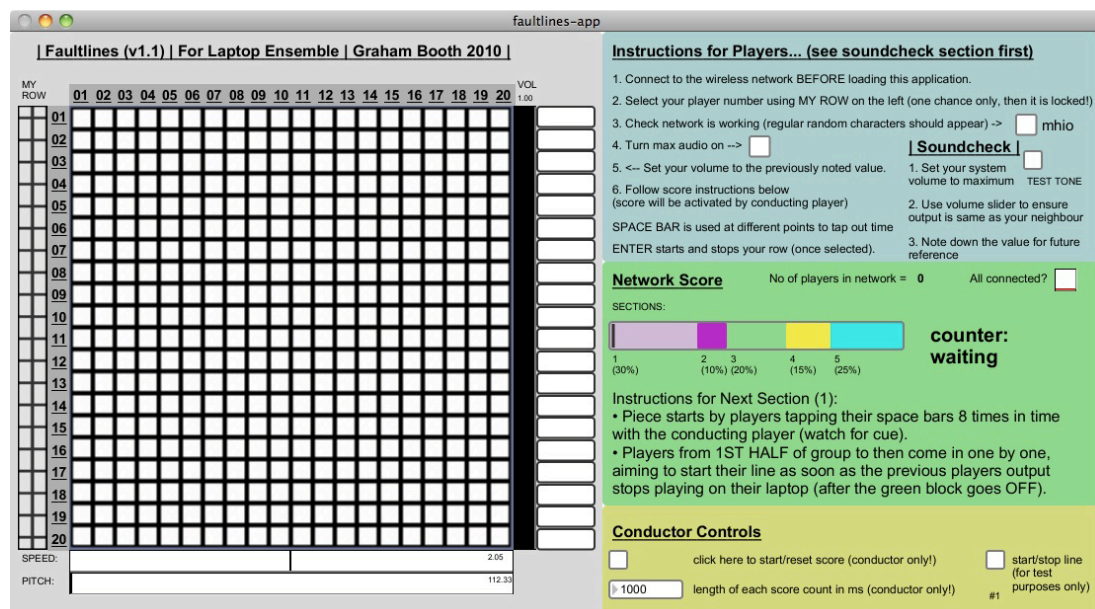 faultlines-app
| Faultlines (v1.1) | For Laptop Ensemble | Graham Booth 2010 |
MY
ROW
01 02 03 04 05 06 07 08 09 10 11 12 13 14 15 16 17 18 19 20
VOL
1.00
01
02
03
04
05
06
07
08
09
10
11
12
13
14
15
16
17
18
19
20
SPEED:
2.05
PITCH:
112.33
Instructions for Players... (see soundcheck section first)
1. Connect to the wireless network BEFORE loading this application.
2. Select your player number using MY ROW on the left (one chance only, then it is locked!)
3. Check network is working (regular random characters should appear) ->
mhio
4. Turn max audio on -->
5. <-- Set your volume to the previously noted value.
6. Follow score instructions below
(score will be activated by conducting player)
SPACE BAR is used at different points to tap out time
ENTER starts and stops your row (once selected).
| Soundcheck |
1. Set your system
volume to maximum
TEST TONE
2. Use volume slider to ensure
output is same as your neighbour
3. Note down the value for future
reference
Network Score
No of players in network = 0
All connected?
SECTIONS:
1
(30%)
2
(10%)
3
(20%)
4
(15%)
5
(25%)
counter:
waiting
Instructions for Next Section (1):
• Piece starts by players tapping their space bars 8 times in time
with the conducting player (watch for cue).
• Players from 1ST HALF of group to then come in one by one,
aiming to start their line as soon as the previous players output
stops playing on their laptop (after the green block goes OFF).
Conductor Controls
click here to start/reset score (conductor only!)
1000
length of each score count in ms (conductor only!)
start/stop line
(for test
purposes only)
#1